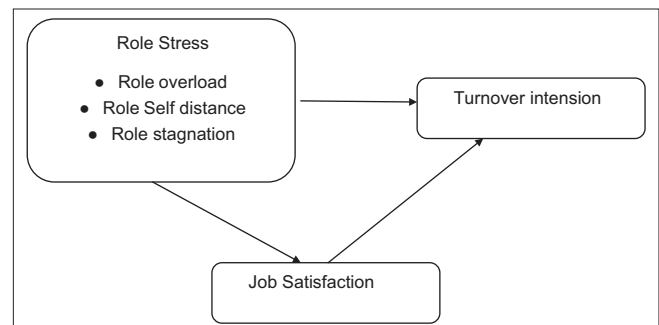 Role Stress
● Role overload
● Role Self distance
● Role stagnation
Turnover intension
Job Satisfaction